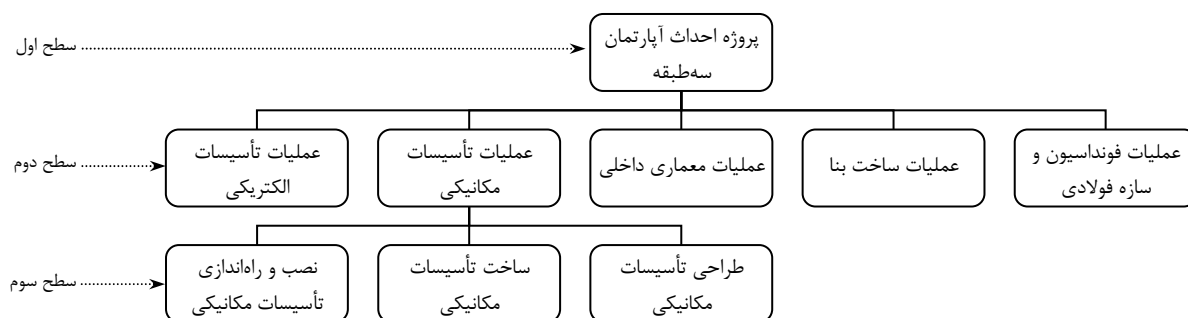 سطح اول
پروژه احداث آپارتمان
سه‌طبقه
سطح دوم
عملیات فونداسیون و
سازه فولادی
عملیات ساخت بنا
عملیات معماری داخلی
عملیات تأسیسات
مکانیکی
عملیات تأسیسات
الکتریکی
سطح سوم
طراحی تأسیسات
مکانیکی
ساخت تأسیسات
مکانیکی
نصب و راه‌اندازی
تأسیسات مکانیکی